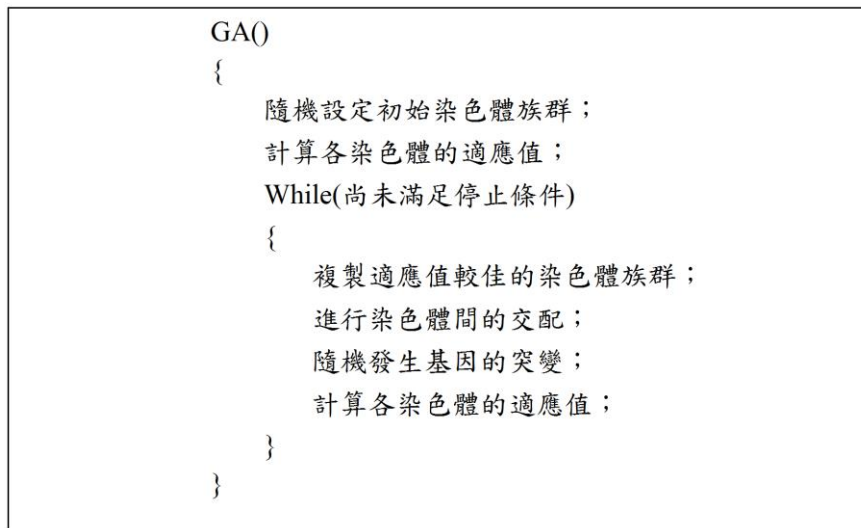 GA()
{
隨機設定初始染色體族群；
計算各染色體的適應值；
While(尚未滿足停止條件)
{
複製適應值較佳的染色體族群；
進行染色體間的交配；
隨機發生基因的突變；
計算各染色體的適應值；
}
}